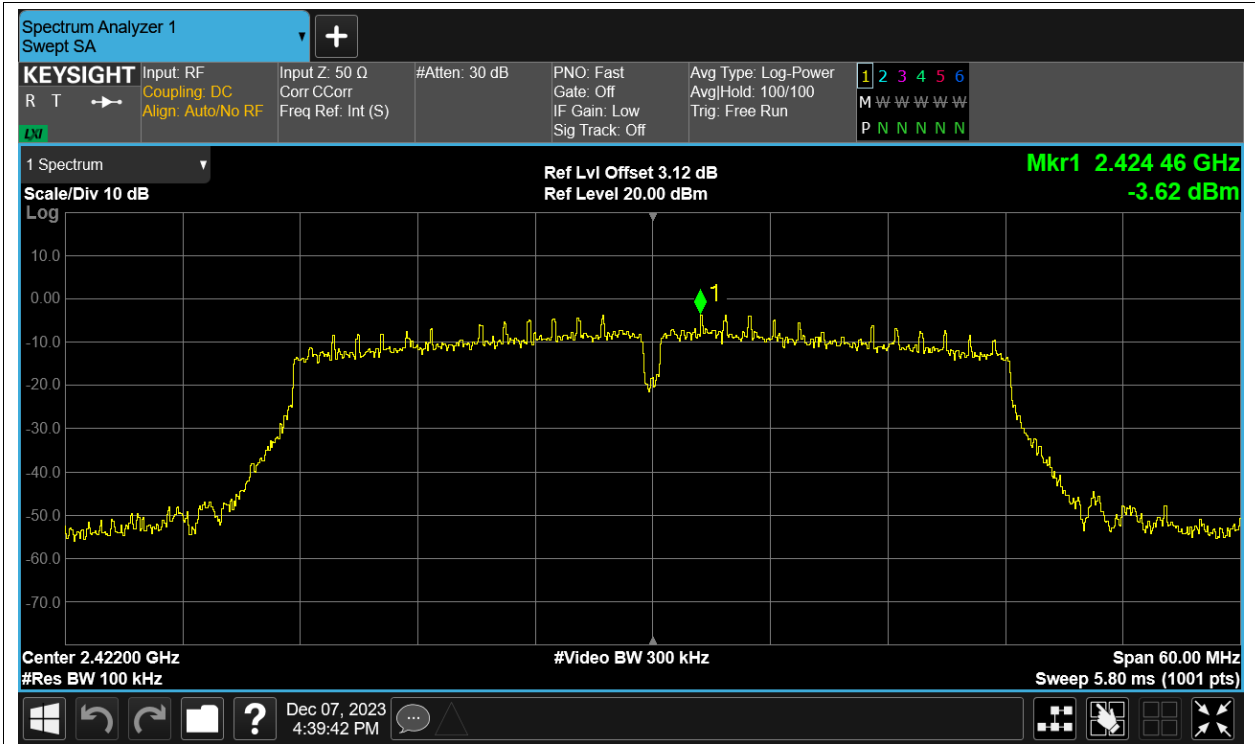 Spectrum Analyzer 1
Swept SA
+
KEYSIGHT
R T
LXI
Input: RF
Coupling: DC
Align: Auto/No RF
Input Z: 50 Ω
Corr CCorr
Freq Ref: Int (S)
#Atten: 30 dB
PNO: Fast
Gate: Off
IF Gain: Low
Sig Track: Off
Avg Type: Log-Power
Avg|Hold: 100/100
Trig: Free Run
1 2 3 4 5 6
M W W W W W
P N N N N N
1 Spectrum
Scale/Div 10 dB
Log
Ref Lvl Offset 3.12 dB
Ref Level 20.00 dBm
Mkr1 2.424 46 GHz
-3.62 dBm
1
10.0
0.00
-10.0
-20.0
-30.0
-40.0
-50.0
-60.0
-70.0
Center 2.42200 GHz
#Res BW 100 kHz
#Video BW 300 kHz
Span 60.00 MHz
Sweep 5.80 ms (1001 pts)
?
Dec 07, 2023
4:39:42 PM